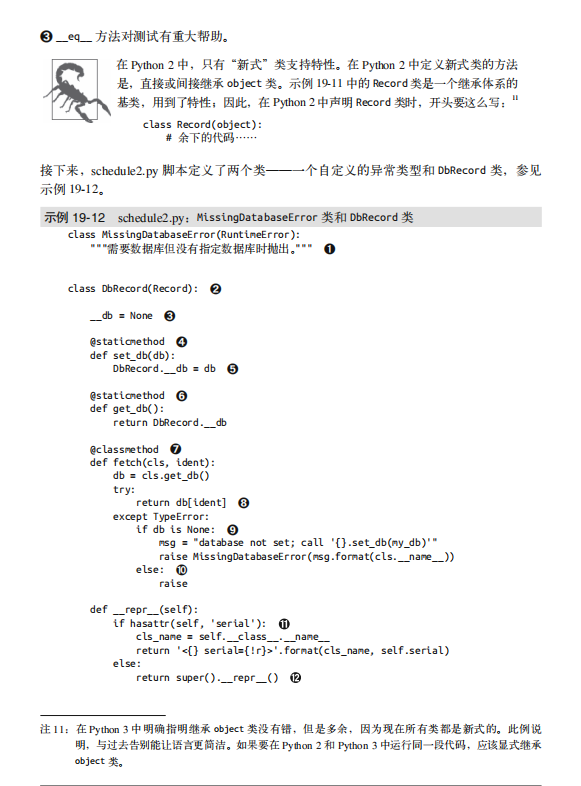 ❸ __eq__ 方法对测试有重大帮助。
在 Python 2 中，只有“新式”类支持特性。在 Python 2 中定义新式类的方法
是，直接或间接继承 object 类。示例 19-11 中的 Record 类是一个继承体系的
基类，用到了特性；因此，在 Python 2 中声明 Record 类时，开头要这么写：11
class Record(object):
    # 余下的代码……
接下来，schedule2.py 脚本定义了两个类——一个自定义的异常类型和 DbRecord 类，参见
示例 19-12。
示例 19-12 schedule2.py：MissingDatabaseError 类和 DbRecord 类
class MissingDatabaseError(RuntimeError):
    """需要数据库但没有指定数据库时抛出。""" ❶
class DbRecord(Record): ❷
    __db = None ❸
    @staticmethod ❹
    def set_db(db):
        DbRecord.__db = db ❺
    @staticmethod ❻
    def get_db():
        return DbRecord.__db
    @classmethod ❼
    def fetch(cls, ident):
        db = cls.get_db()
        try:
            return db[ident] ❽
        except TypeError:
            if db is None: ❾
                msg = "database not set; call '{}.set_db(my_db)'"
                raise MissingDatabaseError(msg.format(cls.__name__))
            else: ❿
                raise
    def __repr__(self):
        if hasattr(self, 'serial'): ⓫
            cls_name = self.__class__.__name__
            return '<{} serial={!r}>'.format(cls_name, self.serial)
        else:
            return super().__repr__() ⓬
注 11：在 Python 3 中明确指明继承 object 类没有错，但是多余，因为现在所有类都是新式的。此例说
明，与过去告别能让语言更简洁。如果要在 Python 2 和 Python 3 中运行同一段代码，应该显式继承
object 类。